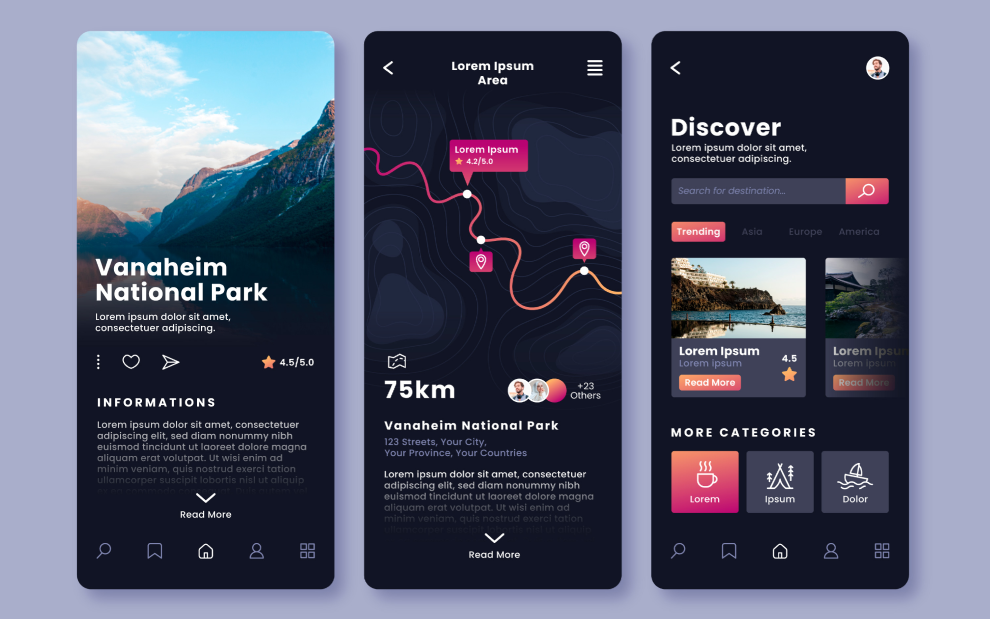 Vanaheim
National Park
Lorem ipsum dolor sit amet,
consectetuer adipiscing.
4.5/5.0
INFORMATIONS
Lorem ipsum dolor sit amet, consectetuer
adipiscing elit, sed diam nonummy nibh
euismod tincidunt ut laoreet dolore magna
aliquam erat volutpat. Ut wisi enim ad
minim veniam, quis nostrud exerci tation
ullamcorper suscipit lobortis nisl ut aliquip
Read More
Lorem Ipsum
Area
Lorem Ipsum
4.2/5.0
75km
+23
Others
Vanaheim National Park
123 Streets, Your City,
Your Province, Your Countries
Lorem ipsum dolor sit amet, consectetuer
adipiscing elit, sed diam nonummy nibh
euismod tincidunt ut laoreet dolore magna
aliquam erat volutpat. Ut wisi enim ad
minim veniam, quis nostrud exerci tation
Read More
Discover
Lorem ipsum dolor sit amet,
consectetuer adipiscing.
Search for destination...
Trending Asia Europe America
Lorem Ipsum
Lorem ipsum
4.5
Read More
Lorem Ipsum
Lorem ipsum
Read More
MORE CATEGORIES
Lorem Ipsum Dolor